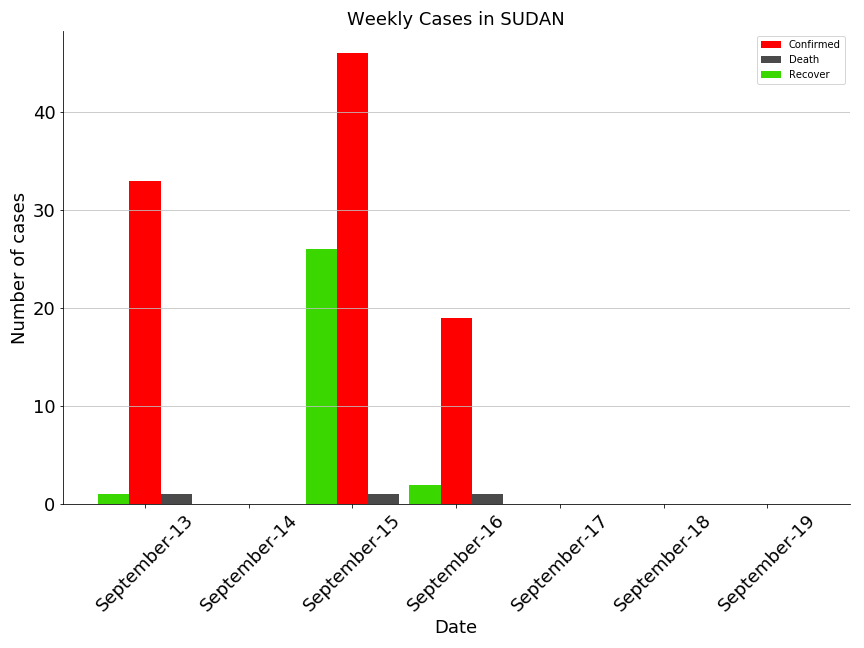 Weekly Cases in SUDAN
Confirmed
Death
Recover
Number of cases
40
30
20
10
0
September-13
September-14
September-15
September-16
September-17
September-18
September-19
Date